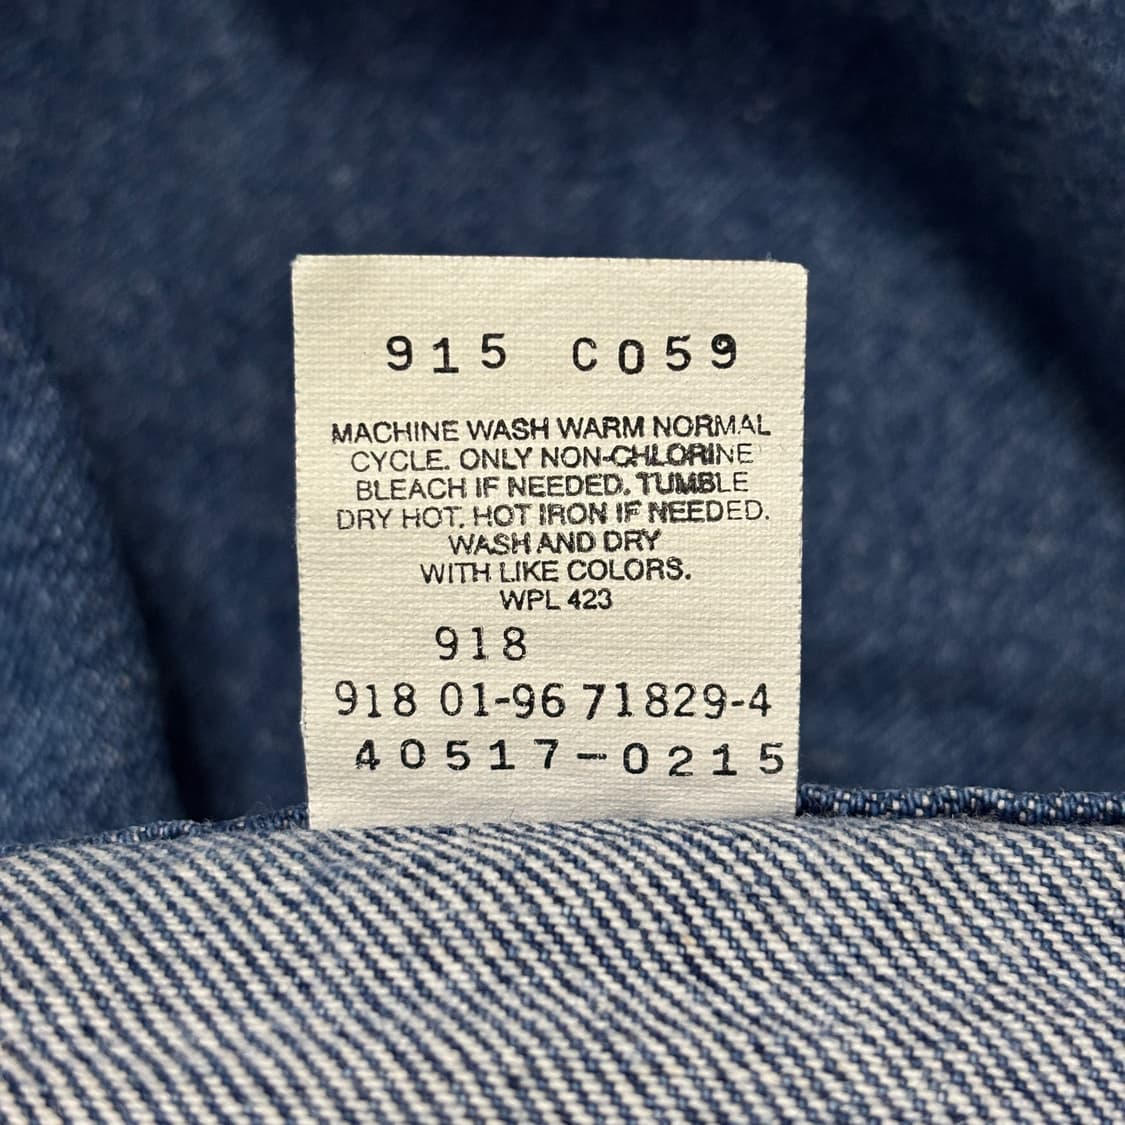 915 C059
MACHINE WASH WARM NORMAL
CYCLE. ONLY NON-CHLORINE
BLEACH IF NEEDED. TUMBLE
DRY HOT. HOT IRON IF NEEDED.
WASH AND DRY
WITH LIKE COLORS.
WPL 423
918
918 01-96 71829-4
40517-0215